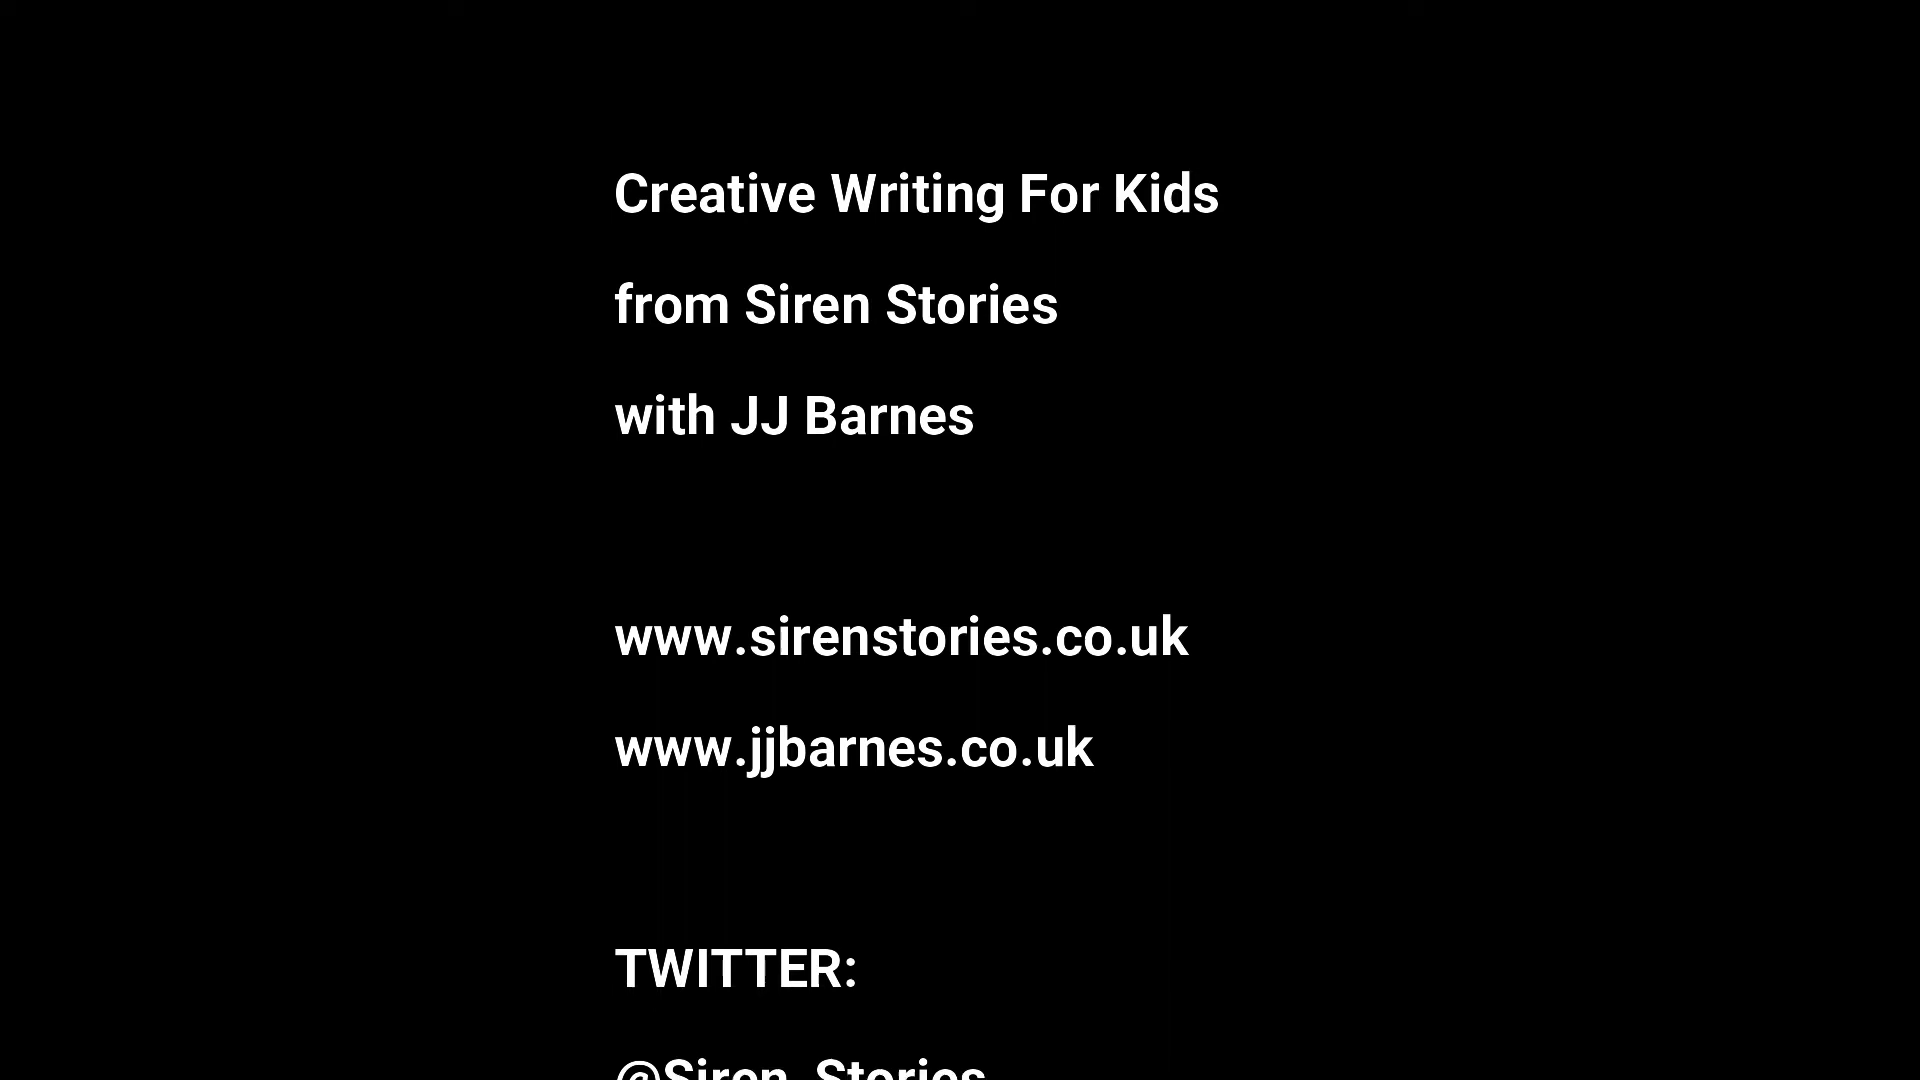 Creative Writing For Kids
from Siren Stories
with JJ Barnes
www.sirenstories.co.uk
www.jjbarnes.co.uk
TWITTER:
@Siren_Stories